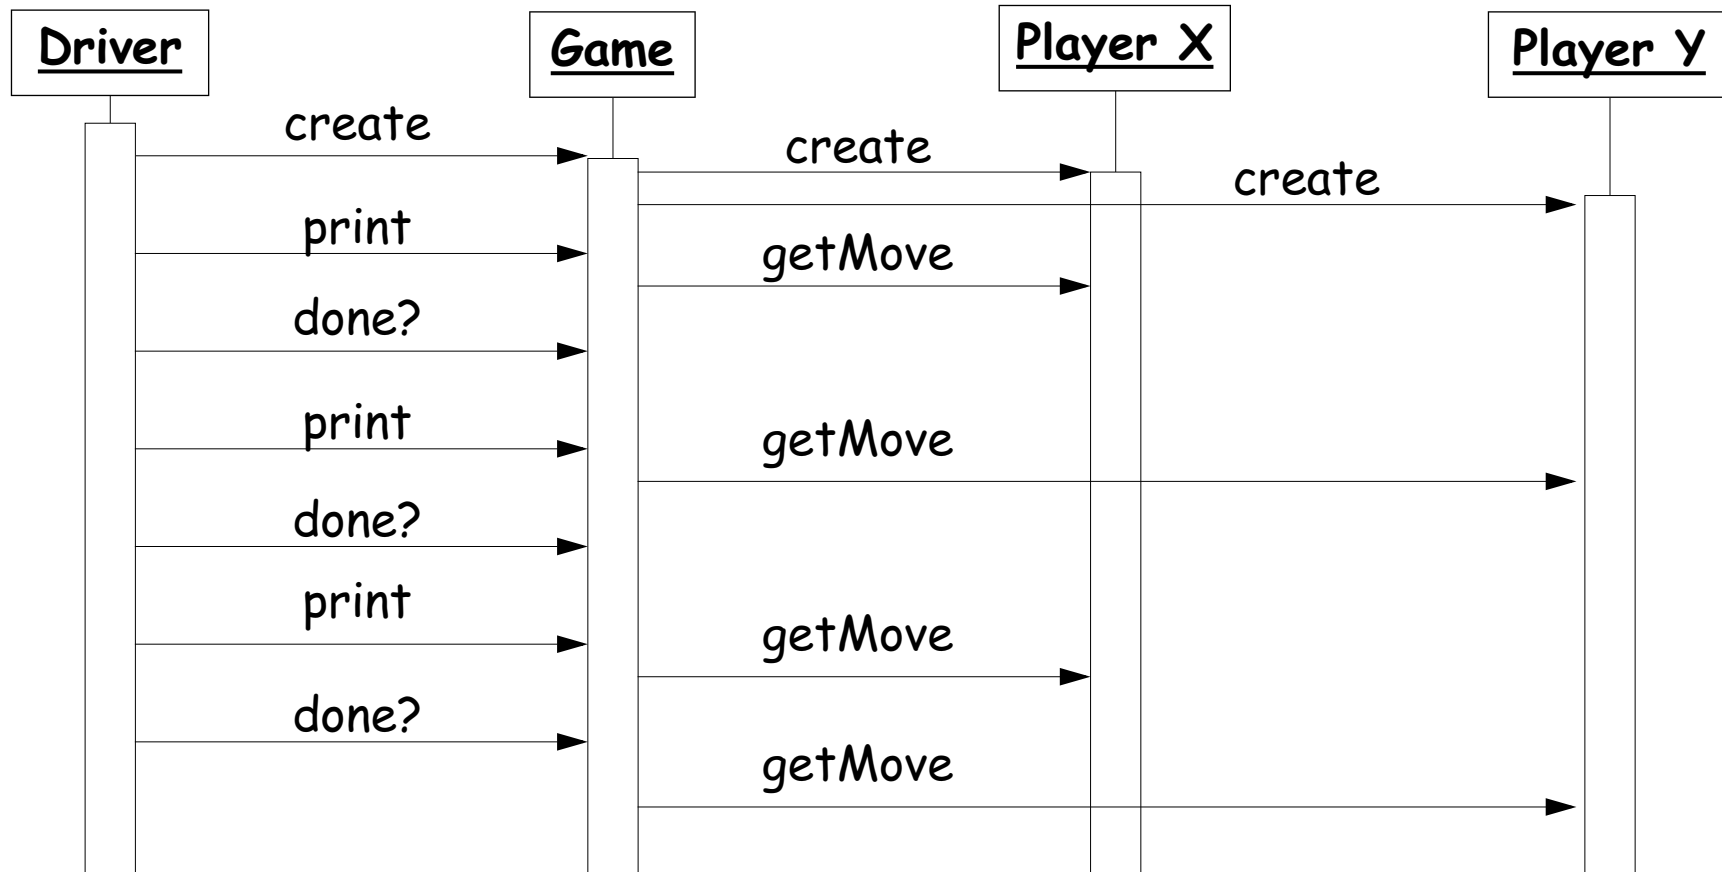 Driver
Game
Player X
Player Y
create
create
create
print
getMove
done?
print
getMove
done?
print
getMove
done?
getMove